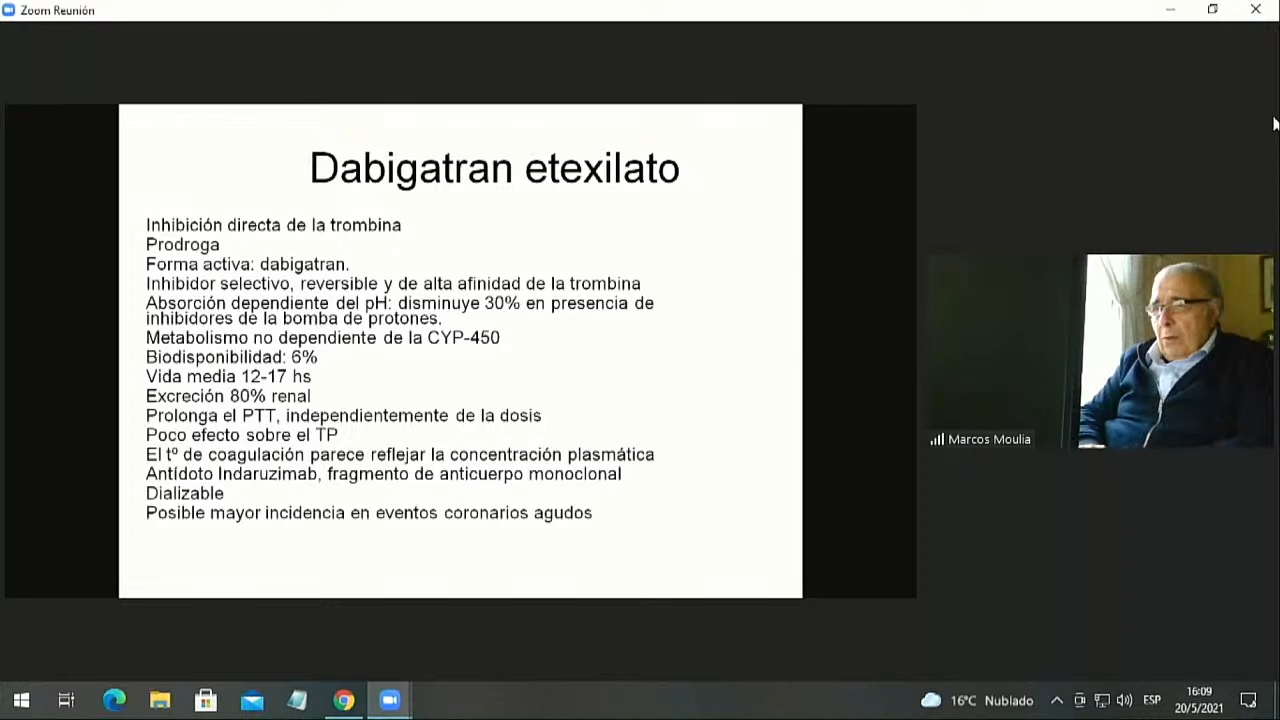 Zoom Reunión
Dabigatran etexilato
Inhibición directa de la trombina
Prodroga
Forma activa: dabigatran.
Inhibidor selectivo, reversible y de alta afinidad de la trombina
Absorción dependiente del pH: disminuye 30% en presencia de
inhibidores de la bomba de protones.
Metabolismo no dependiente de la CYP-450
Biodisponibilidad: 6%
Vida media 12-17 hs
Excreción 80% renal
Prolonga el PTT, independientemente de la dosis
Poco efecto sobre el TP
El tº de coagulación parece reflejar la concentración plasmática
Antídoto Indaruzimab, fragmento de anticuerpo monoclonal
Dializable
Posible mayor incidencia en eventos coronarios agudos
Marcos Moulia
16°C Nublado
ESP
16:09
20/5/2021